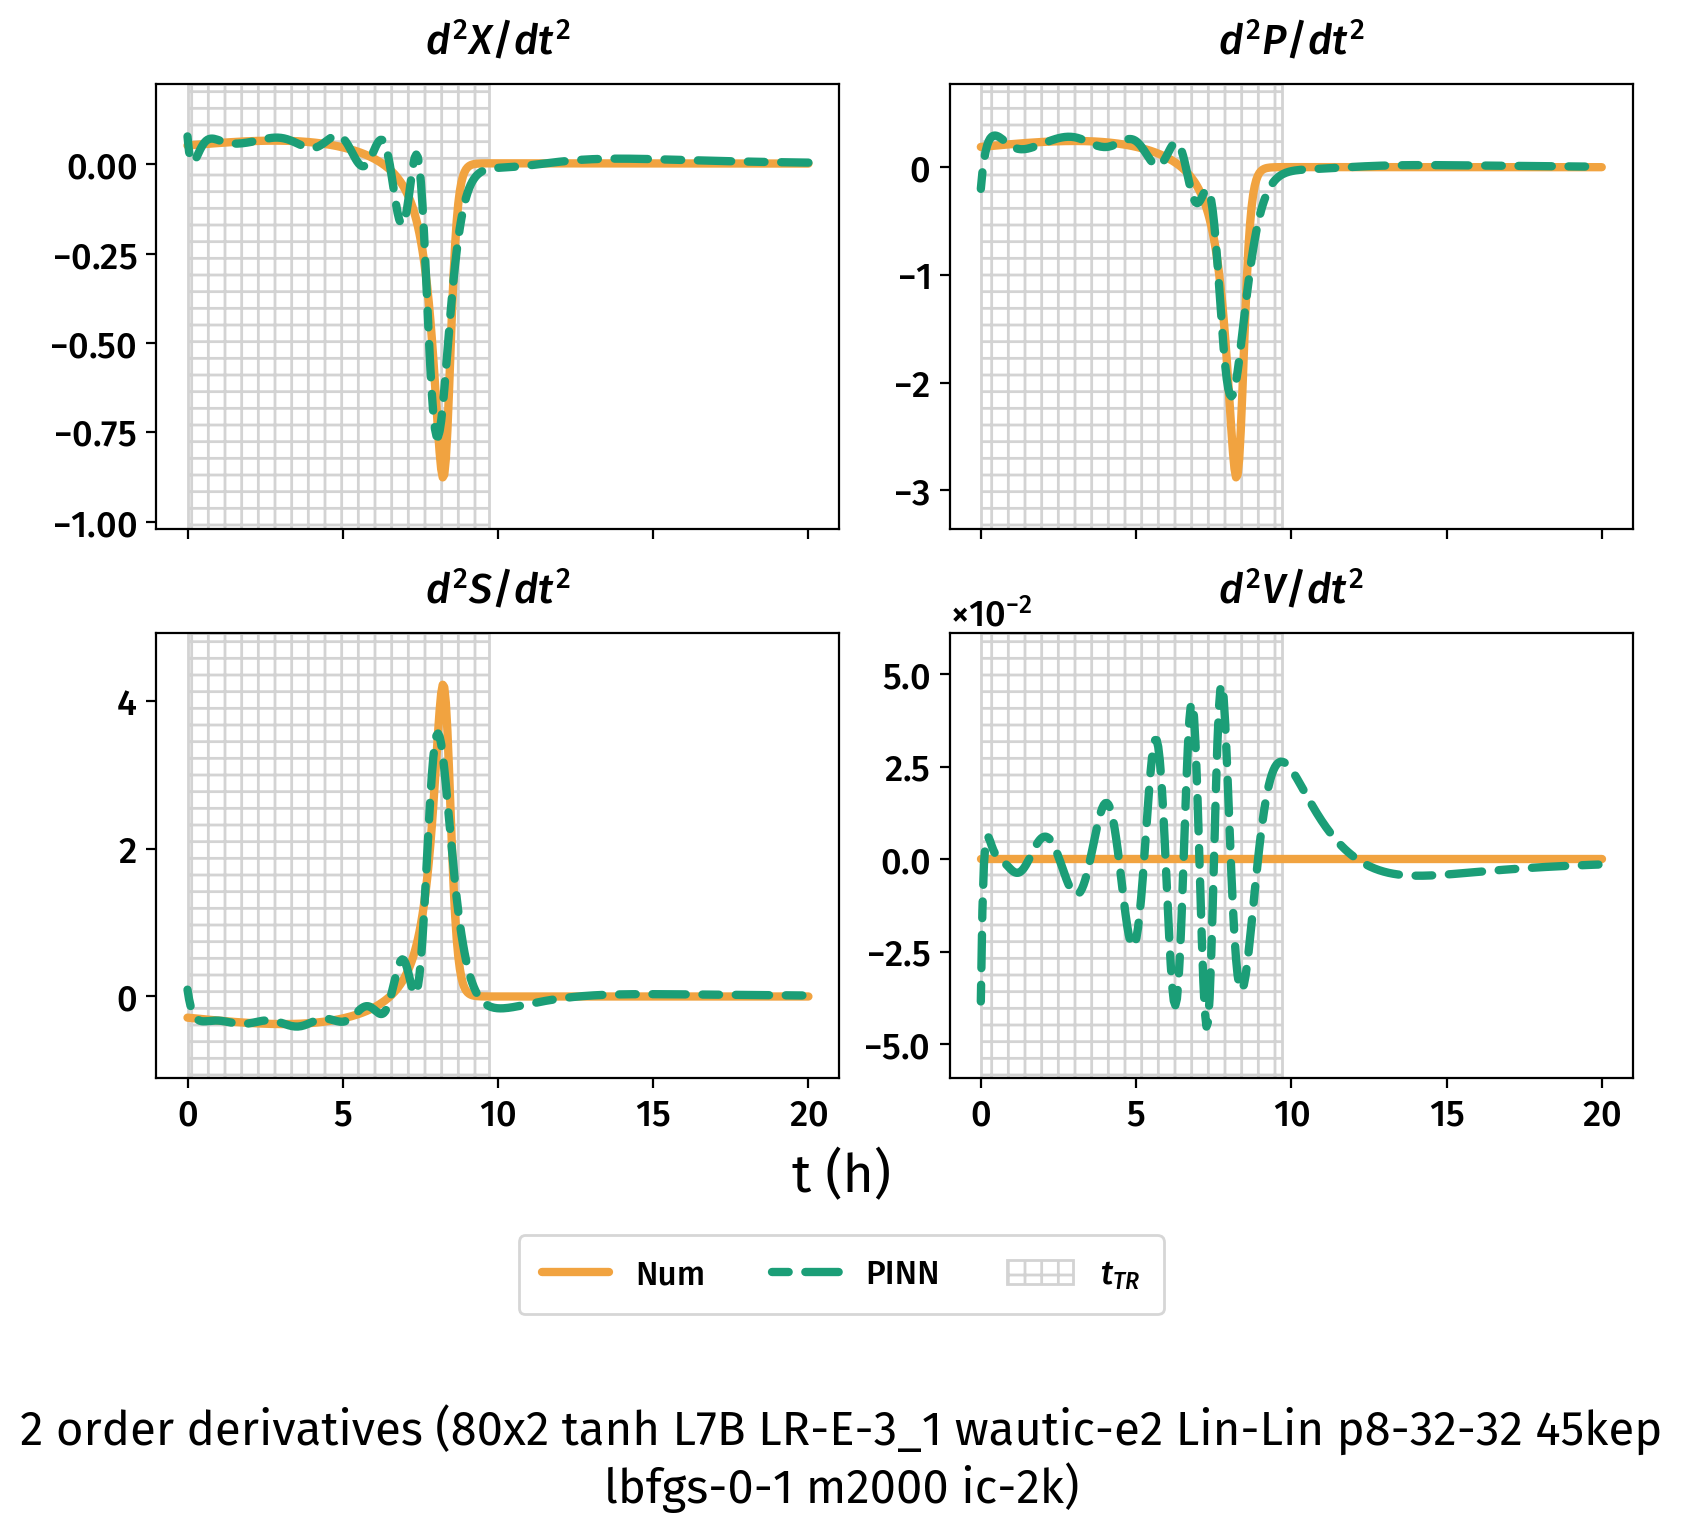 d²X/dt²
d²P/dt²
0.00
−0.25
−0.50
−0.75
−1.00
0
−1
−2
−3
d²S/dt²
d²V/dt²
×10⁻²
4
2
0
5.0
2.5
0.0
−2.5
−5.0
0 5 10 15 20
0 5 10 15 20
t (h)
Num PINN t_TR
2 order derivatives (80x2 tanh L7B LR-E-3_1 wautic-e2 Lin-Lin p8-32-32 45kep
lbfgs-0-1 m2000 ic-2k)